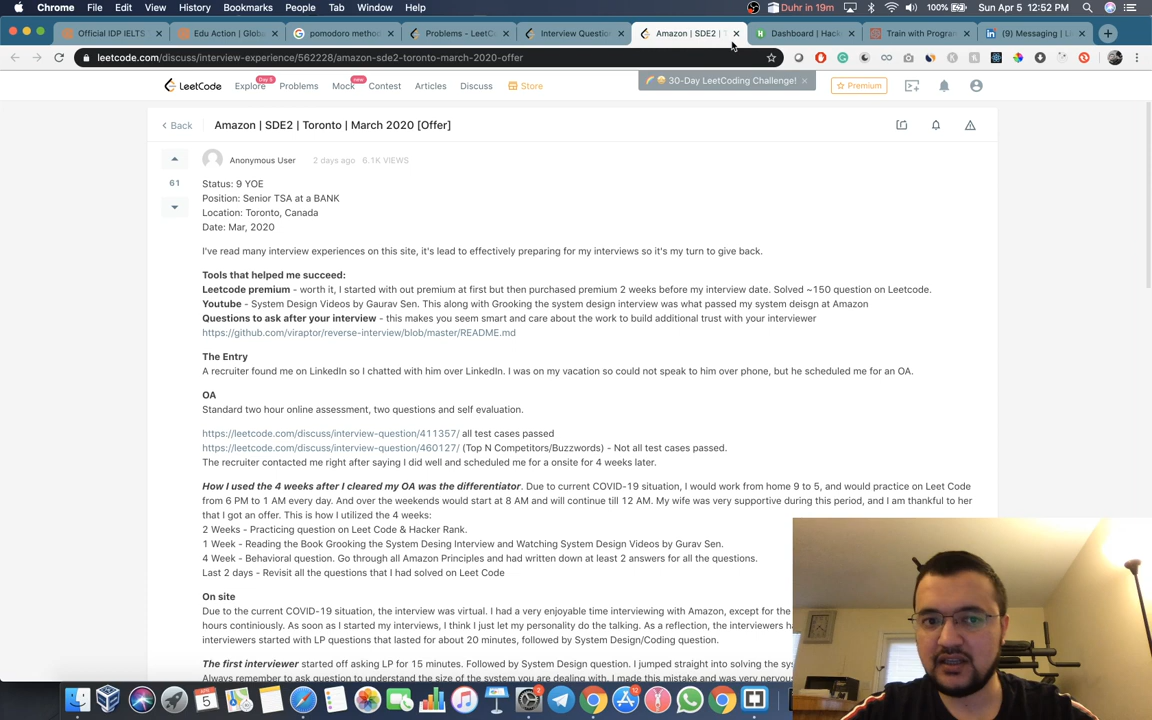 Chrome File Edit View History Bookmarks People Tab Window Help Duhr in 19m 100% Sun Apr 5 12:52 PM
Official IDP IELTS Edu Action | Glob pomodoro method Problems - LeetC Interview Questio Amazon | SDE2 | T Dashboard | Hack Train with Progran (9) Messaging | Li
leetcode.com/discuss/interview-experience/562228/amazon-sde2-toronto-march-2020-offer
LeetCode Explore Day 5 Problems Mock new Contest Articles Discuss Store 30-Day LeetCoding Challenge! Premium
Back Amazon | SDE2 | Toronto | March 2020 [Offer]
Anonymous User 2 days ago 6.1K VIEWS
61
Status: 9 YOE
Position: Senior TSA at a BANK
Location: Toronto, Canada
Date: Mar, 2020
I've read many interview experiences on this site, it's lead to effectively preparing for my interviews so it's my turn to give back.
Tools that helped me succeed:
Leetcode premium - worth it, I started with out premium at first but then purchased premium 2 weeks before my interview date. Solved ~150 question on Leetcode.
Youtube - System Design Videos by Gaurav Sen. This along with Grooking the system design interview was what passed my system deisgn at Amazon
Questions to ask after your interview - this makes you seem smart and care about the work to build additional trust with your interviewer
https://github.com/viraptor/reverse-interview/blob/master/README.md
The Entry
A recruiter found me on LinkedIn so I chatted with him over LinkedIn. I was on my vacation so could not speak to him over phone, but he scheduled me for an OA.
OA
Standard two hour online assessment, two questions and self evaluation.
https://leetcode.com/discuss/interview-question/411357/ all test cases passed
https://leetcode.com/discuss/interview-question/460127/ (Top N Competitors/Buzzwords) - Not all test cases passed.
The recruiter contacted me right after saying I did well and scheduled me for a onsite for 4 weeks later.
How I used the 4 weeks after I cleared my OA was the differentiator. Due to current COVID-19 situation, I would work from home 9 to 5, and would practice on Leet Code
from 6 PM to 1 AM every day. And over the weekends would start at 8 AM and will continue till 12 AM. My wife was very supportive during this period, and I am thankful to her
that I got an offer. This is how I utilized the 4 weeks:
2 Weeks - Practicing question on Leet Code & Hacker Rank.
1 Week - Reading the Book Grooking the System Desing Interview and Watching System Design Videos by Gurav Sen.
4 Week - Behavioral question. Go through all Amazon Principles and had written down at least 2 answers for all the questions.
Last 2 days - Revisit all the questions that I had solved on Leet Code
On site
Due to the current COVID-19 situation, the interview was virtual. I had a very enjoyable time interviewing with Amazon, except for the
hours continiously. As soon as I started my interviews, I think I just let my personality do the talking. As a reflection, the interviewers ha
interviewers started with LP questions that lasted for about 20 minutes, followed by System Design/Coding question.
The first interviewer started off asking LP for 15 minutes. Followed by System Design question. I jumped straight into solving the sys
Always remember to ask question to understand the size of the system you are dealing with. I made this mistake and was very nervou